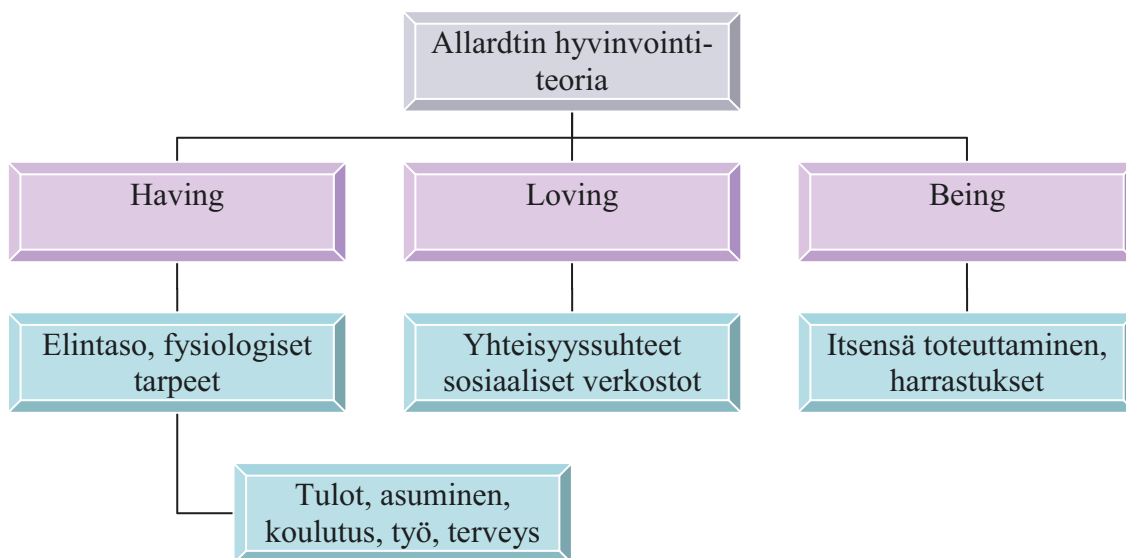 Allardtin hyvinvointi-
teoria
Having
Loving
Being
Elintaso, fysiologiset
tarpeet
Yhteisyyssuhteet
sosiaaliset verkostot
Itsensä toteuttaminen,
harrastukset
Tulot, asuminen,
koulutus, työ, terveys